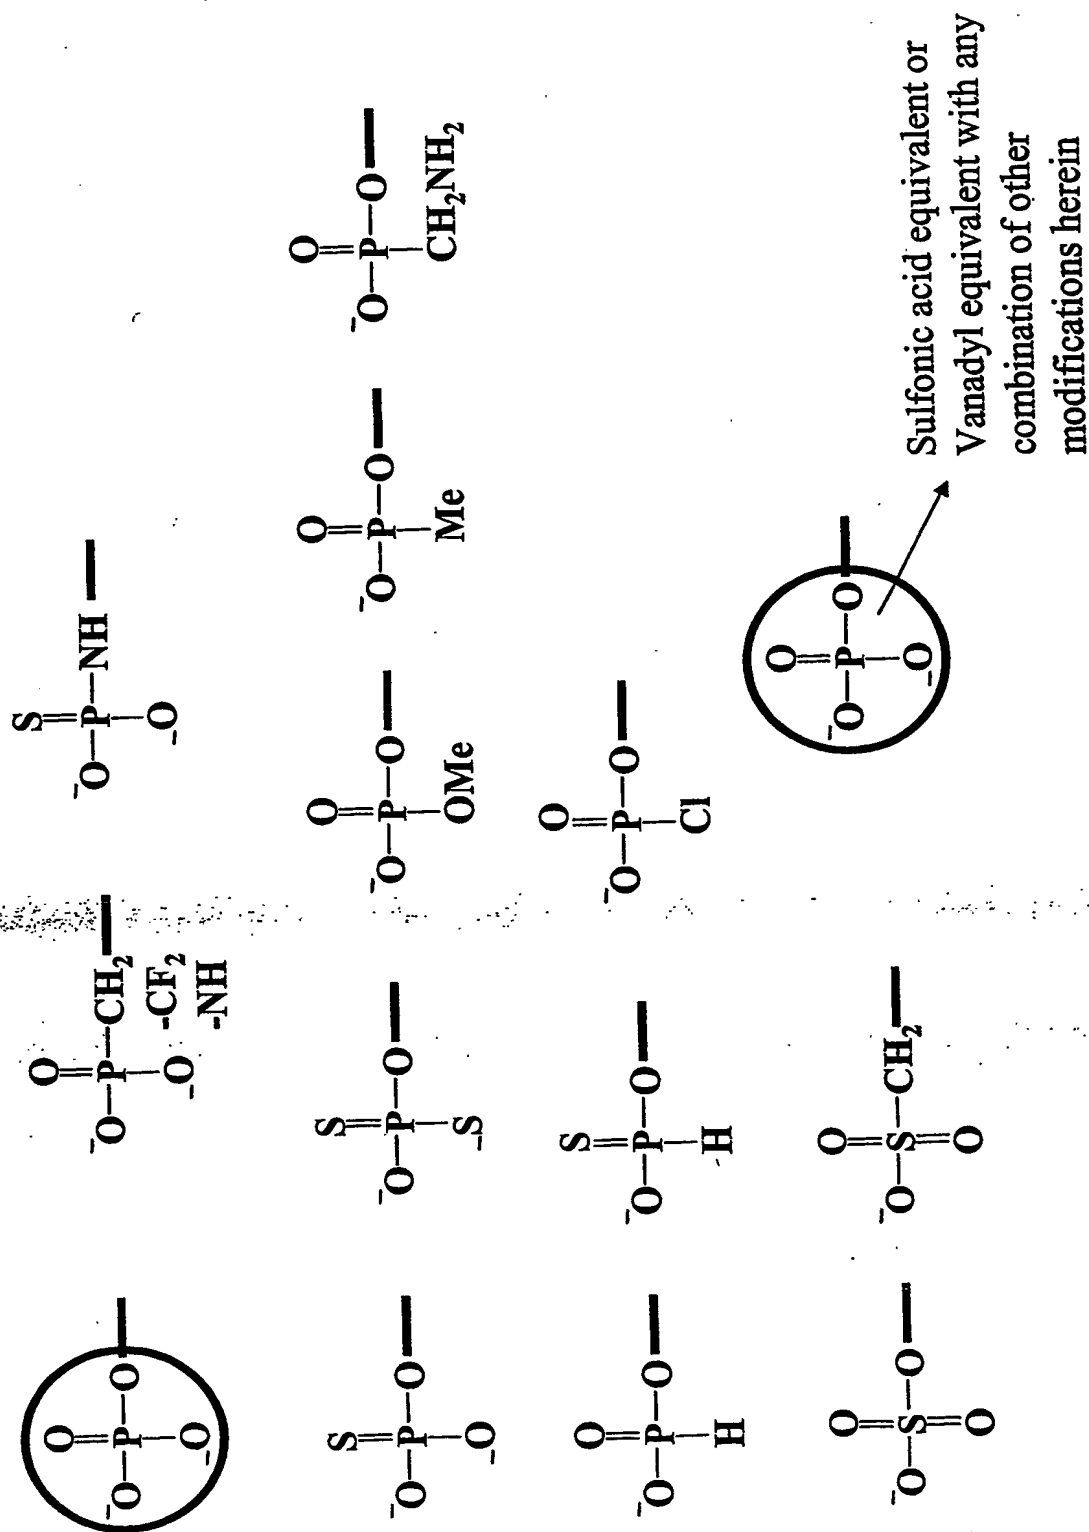 O
⁻O–P–O
O⁻
O
⁻O–P–CH₂
O⁻
-CF₂
-NH
S
⁻O–P–NH
O⁻
S
⁻O–P–O
O⁻
S
⁻O–P–O
S⁻
O
⁻O–P–O
OMe
O
⁻O–P–O
Me
O
⁻O–P–O
CH₂NH₂
O
⁻O–P–O
H
S
⁻O–P–O
H
O
⁻O–P–O
Cl
O
⁻O–S–O
O
O
⁻O–S–CH₂
O
O
⁻O–P–O
O⁻
Sulfonic acid equivalent or
Vanadyl equivalent with any
combination of other
modifications herein